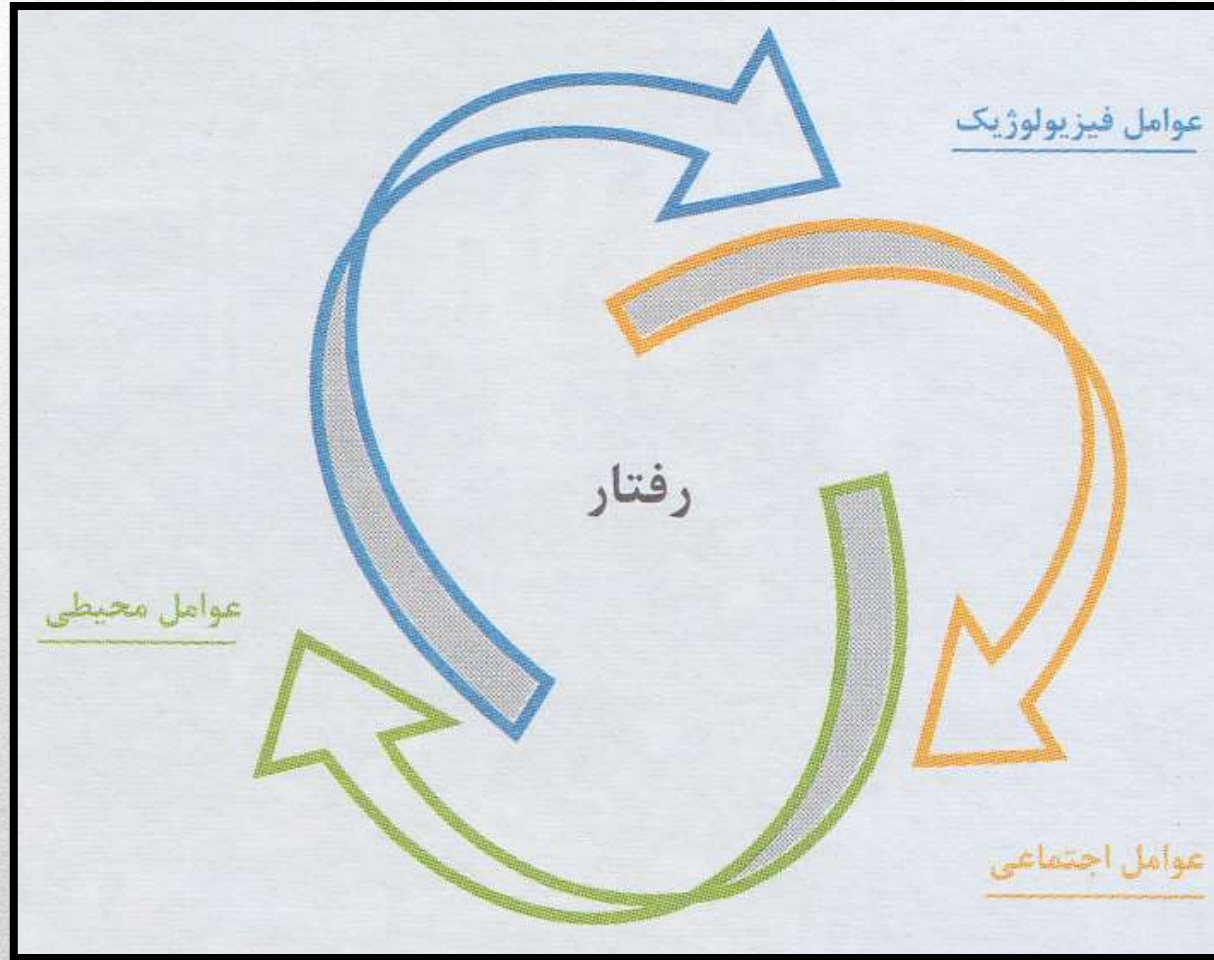 عوامل فیزیولوژیک
رفتار
عوامل محیطی
عوامل اجتماعی